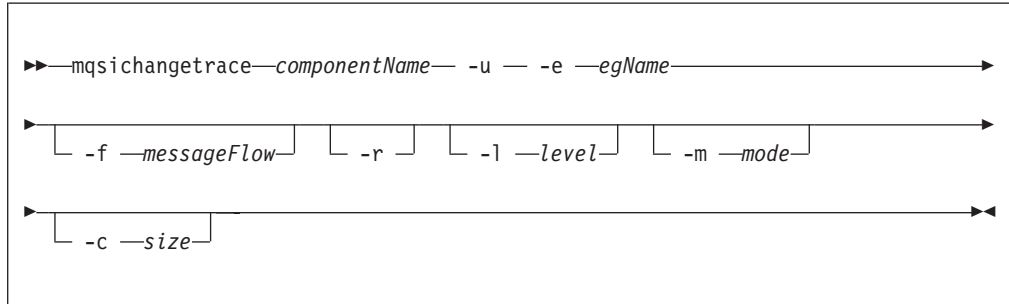 mqsichangetrace componentName -u -e egName
-f messageFlow -r -l level -m mode
-c size